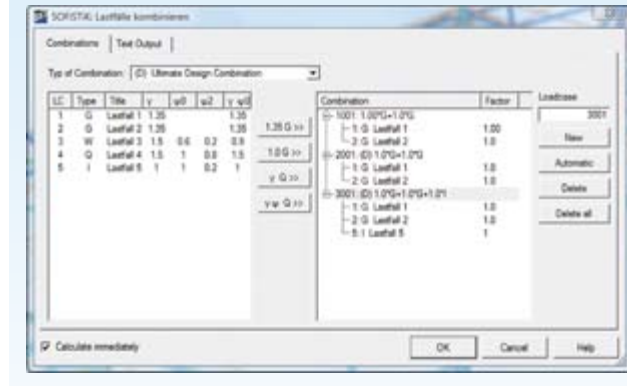 SOFiSTiK: Lastfälle kombinieren
Combinations Text Output
Typ of Combination: (D) Ultimate Design Combination
LC Type Title γ ψ0 ψ2 γ ψ0
1 G Lastfall 1 1.35 1.35
2 G Lastfall 2 1.35 1.35
3 W Lastfall 3 1.5 0.6 0.2 0.9
4 Q Lastfall 4 1.5 1 0.8 1.5
5 I Lastfall 5 1 1 0.2 1
1.35 G >>
1.0 G >>
γ Q >>
γ ψ Q >>
Combination Factor
1001: 1.00*G+1.0*G
1: G Lastfall 1 1.00
2: G Lastfall 2 1.0
2001: (D) 1.0*G+1.0*G
1: G Lastfall 1 1.0
2: G Lastfall 2 1.0
3001: (D) 1.0*G+1.0*G+1.0*I
1: G Lastfall 1 1.0
2: G Lastfall 2 1.0
5: I Lastfall 5 1
Loadcase
3001
New
Automatic
Delete
Delete all
Calculate immediately
OK Cancel Help